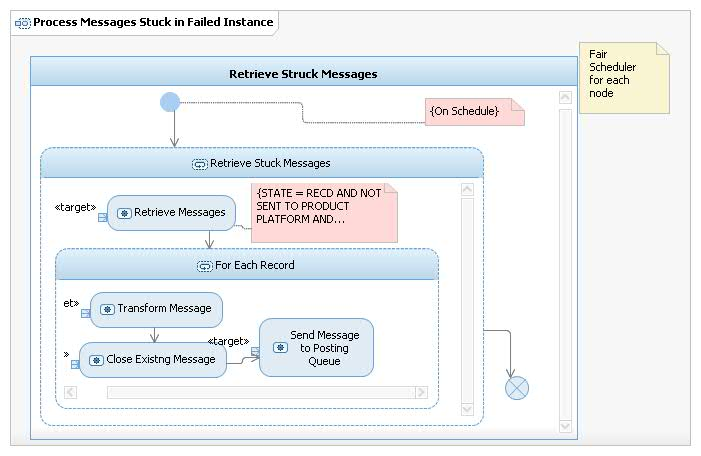 Process Messages Stuck in Failed Instance
Fair
Scheduler
for each
node
Retrieve Struck Messages
{On Schedule}
Retrieve Stuck Messages
{STATE = RECD AND NOT
SENT TO PRODUCT
PLATFORM AND...
«target»
Retrieve Messages
For Each Record
et»
Transform Message
»
Close Existng Message
«target»
Send Message
to Posting
Queue